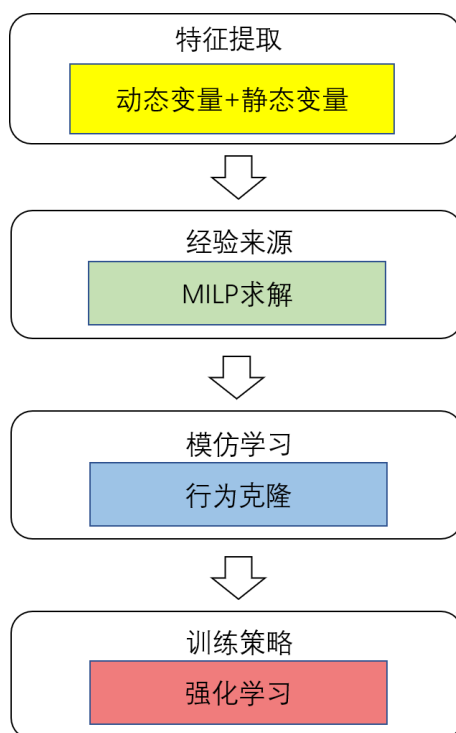 特征提取
动态变量+静态变量
经验来源
MILP求解
模仿学习
行为克隆
训练策略
强化学习